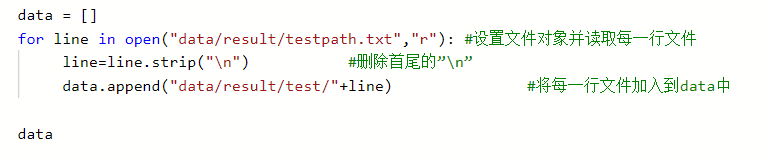 data = []
for line in open("data/result/testpath.txt","r"): #设置文件对象并读取每一行文件
    line=line.strip("\n")          #删除首尾的”\n”
    data.append("data/result/test/"+line)              #将每一行文件加入到data中
data